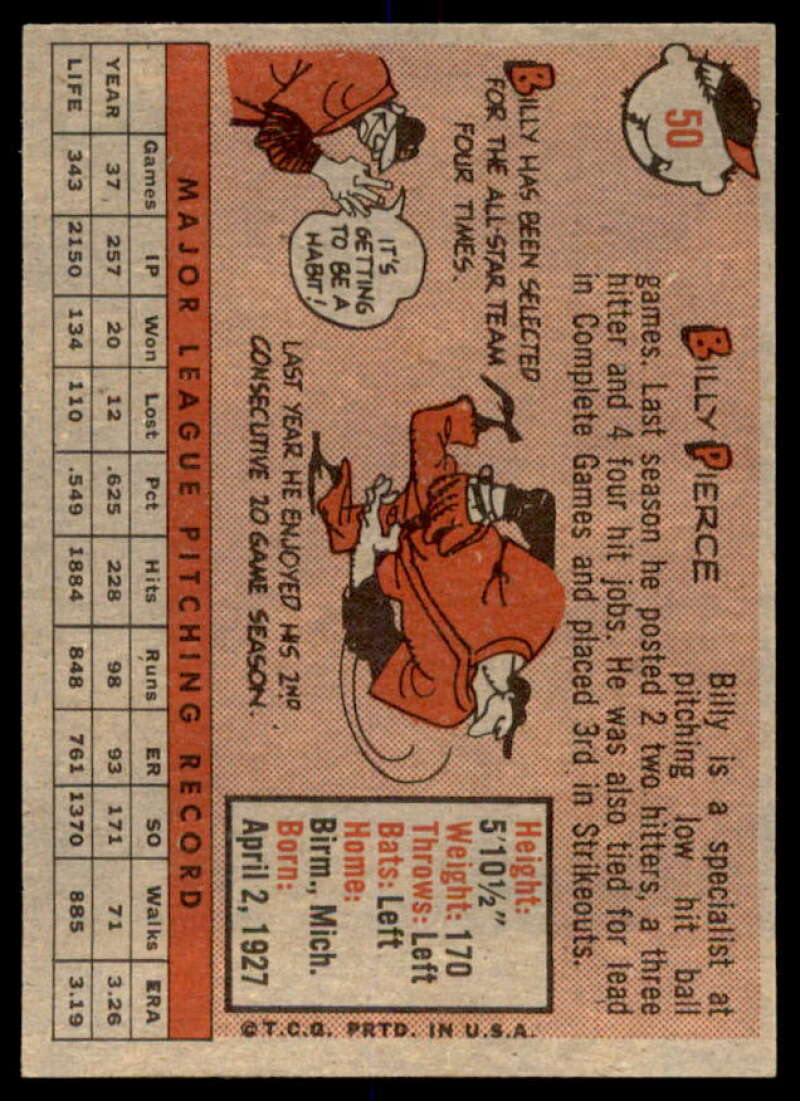 50
BILLY PIERCE
Billy is a specialist at
pitching low hit ball
games. Last season he posted 2 two hitters, a three
hitter and 4 four hit jobs. He was also tied for lead
in Complete Games and placed 3rd in Strikeouts.
BILLY HAS BEEN SELECTED
FOR THE ALL-STAR TEAM
FOUR TIMES.
IT'S
GETTING
TO BE A
HABIT!
LAST YEAR HE ENJOYED HIS 2ND
CONSECUTIVE 20 GAME SEASON.
Height:
5'10½"
Weight: 170
Throws: Left
Bats: Left
Home:
Birm., Mich.
Born:
April 2, 1927
©T.C.G. PRTD. IN U.S.A.
MAJOR LEAGUE PITCHING RECORD
Games IP Won Lost Pct Hits Runs ER SO Walks ERA
YEAR 37 257 20 12 .625 228 98 93 171 71 3.26
LIFE 343 2150 134 110 .549 1884 848 761 1370 885 3.19